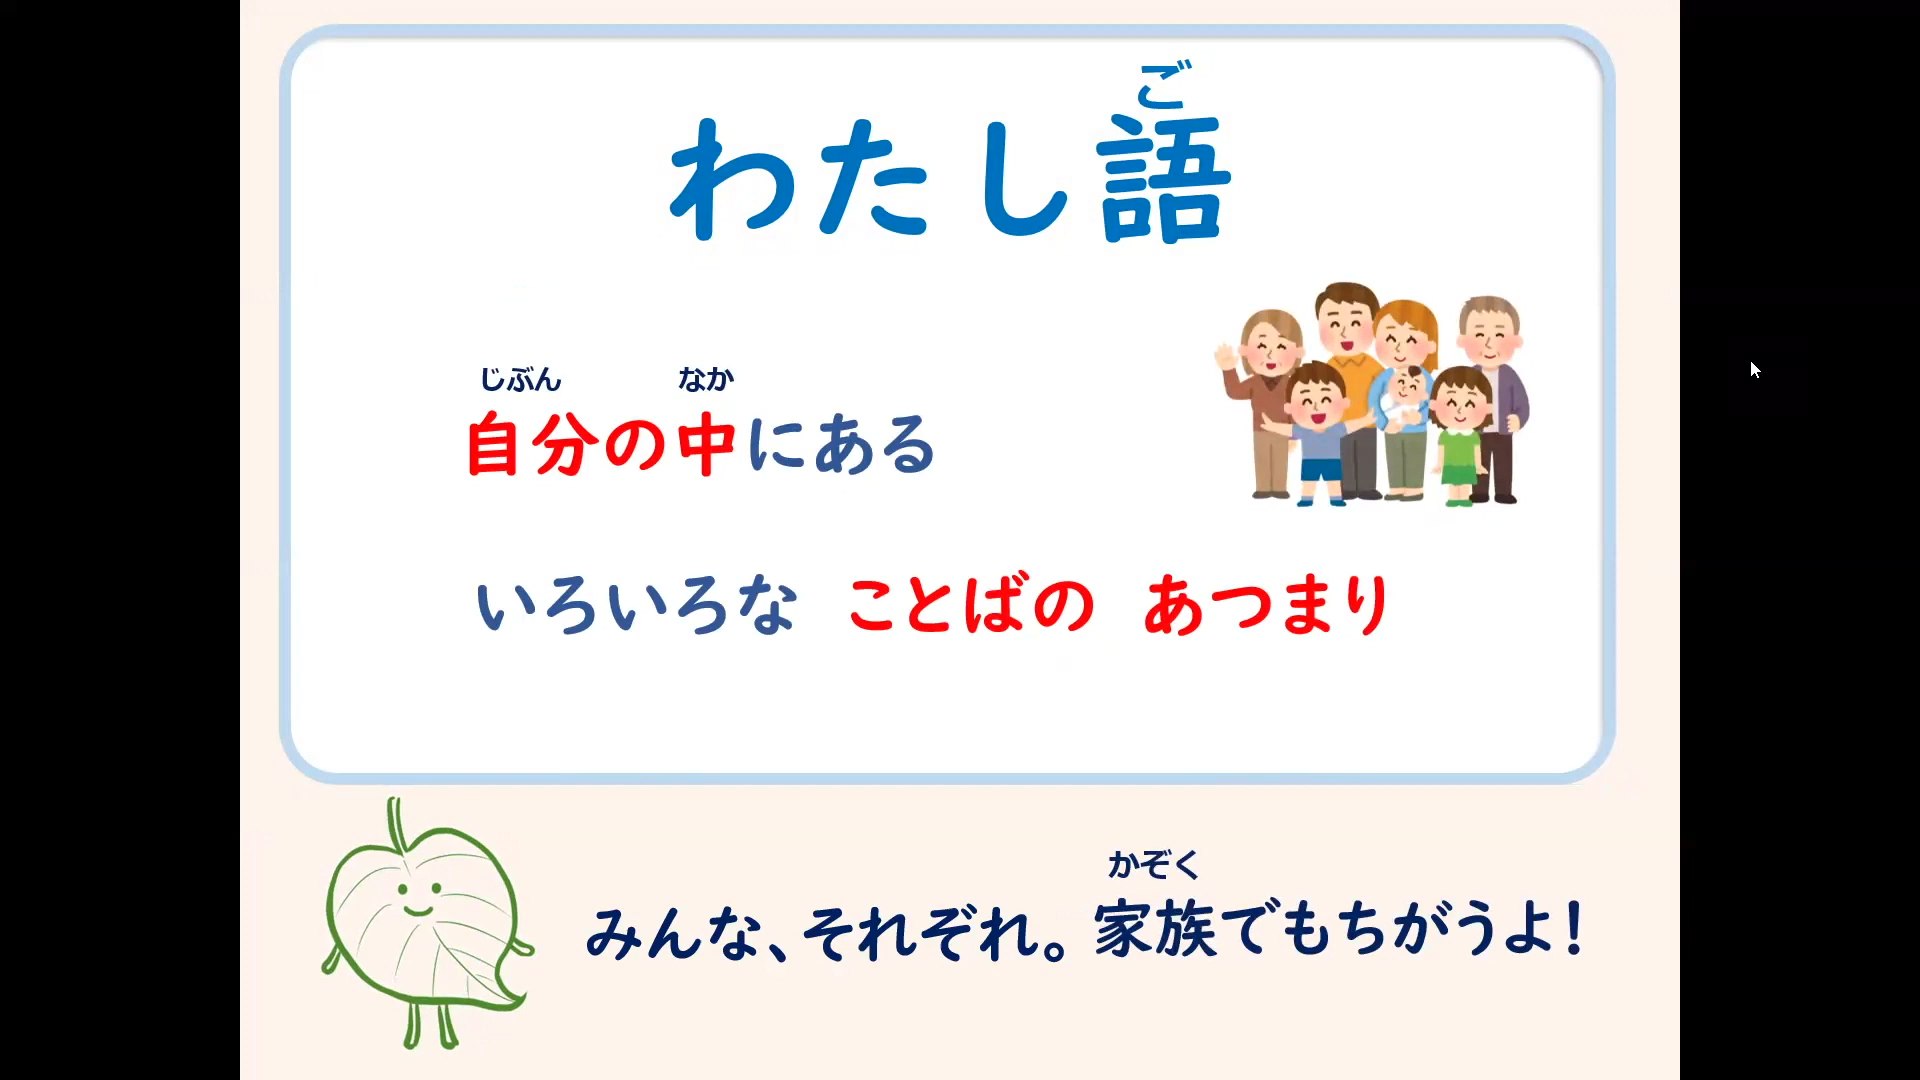 ご
わたし語
じぶん なか
自分の中にある
いろいろな ことばの あつまり
かぞく
みんな、それぞれ。家族でもちがうよ!